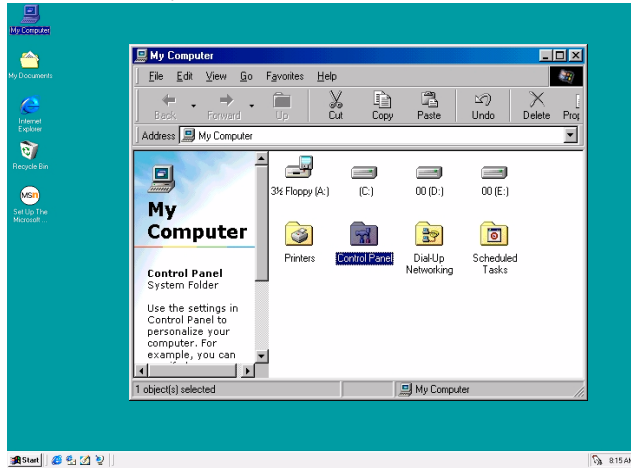 My Computer
My Documents
Internet
Explorer
Recycle Bin
MSN
Set Up The
Microsoft ...
My Computer
File Edit View Go Favorites Help
Back Forward Up Cut Copy Paste Undo Delete Prop
Address My Computer
My
Computer
Control Panel
System Folder
Use the settings in
Control Panel to
personalize your
computer. For
example, you can
3½ Floppy (A:) (C:) 00 (D:) 00 (E:)
Printers Control Panel Dial-Up
Networking Scheduled
Tasks
1 object(s) selected My Computer
Start 8:15 AM